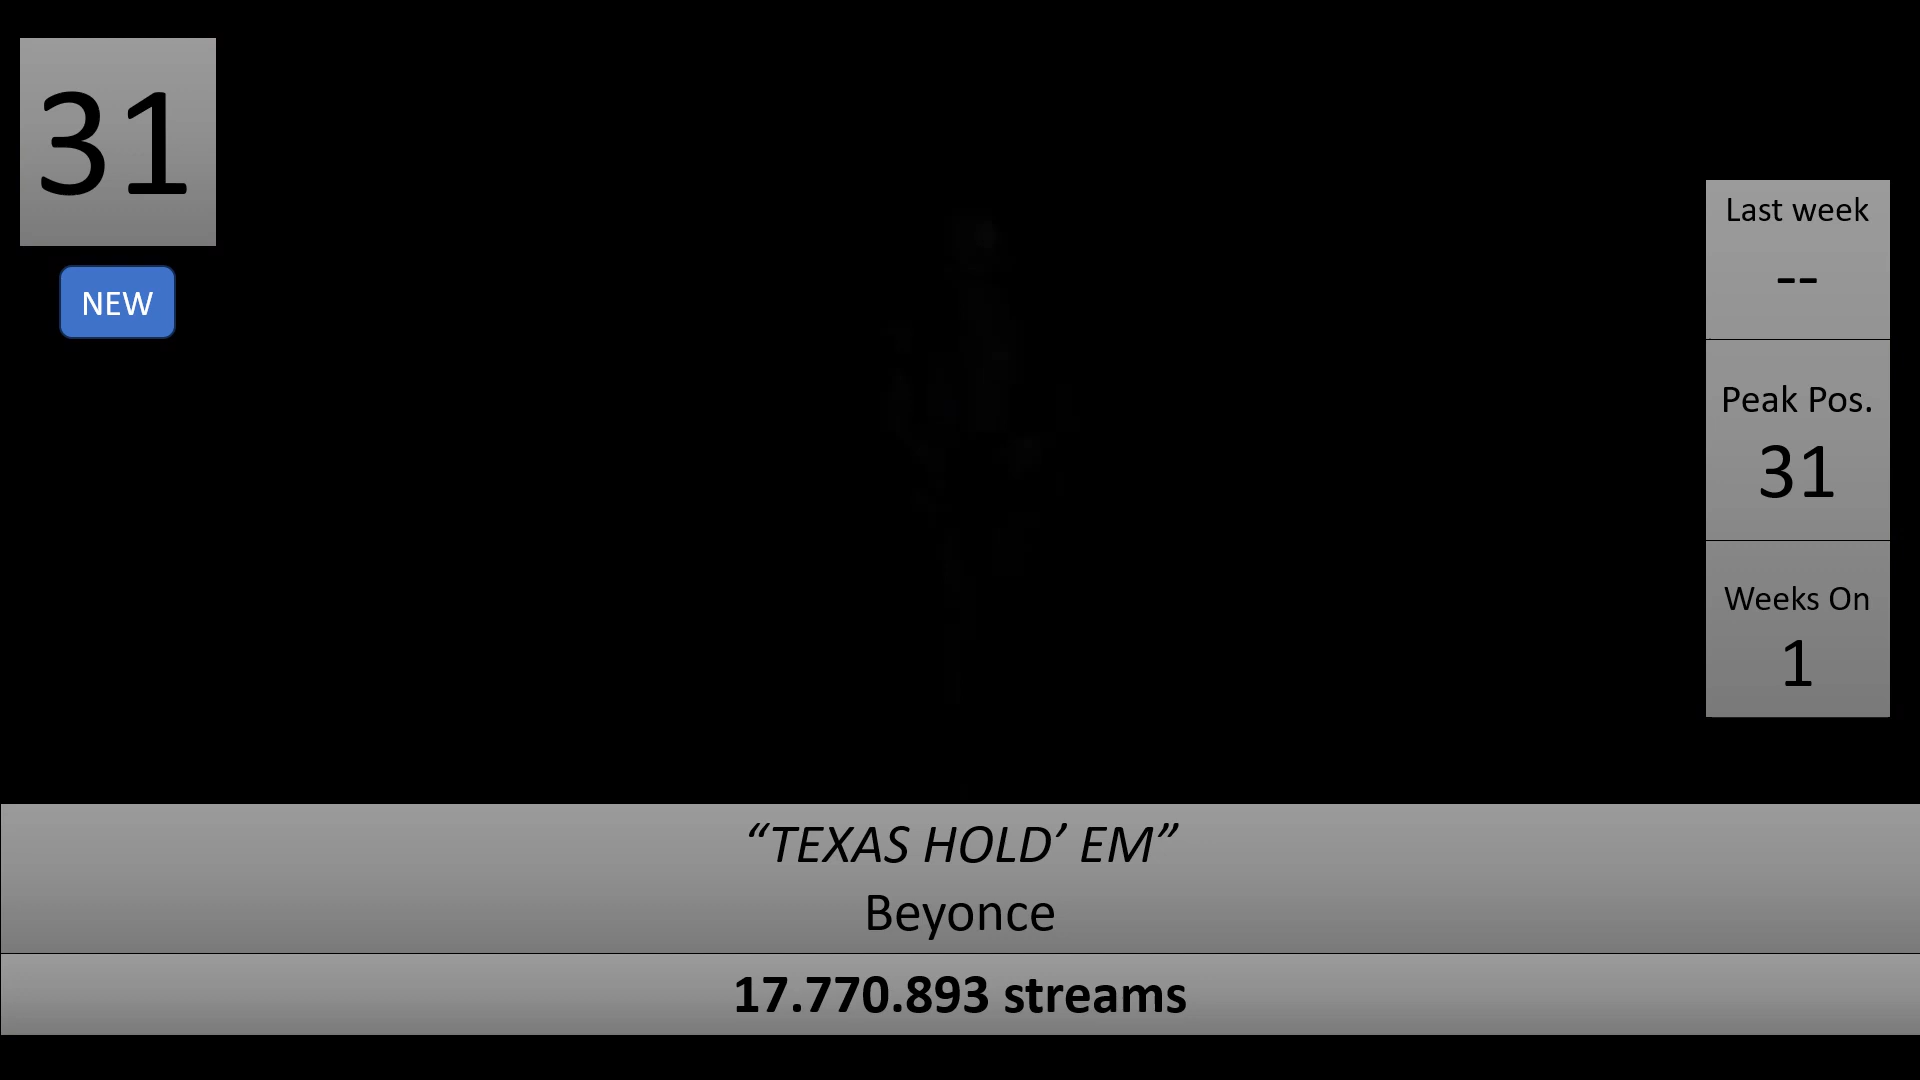 31
NEW
Last week
--
Peak Pos.
31
Weeks On
1
“TEXAS HOLD’ EM”
Beyonce
17.770.893 streams